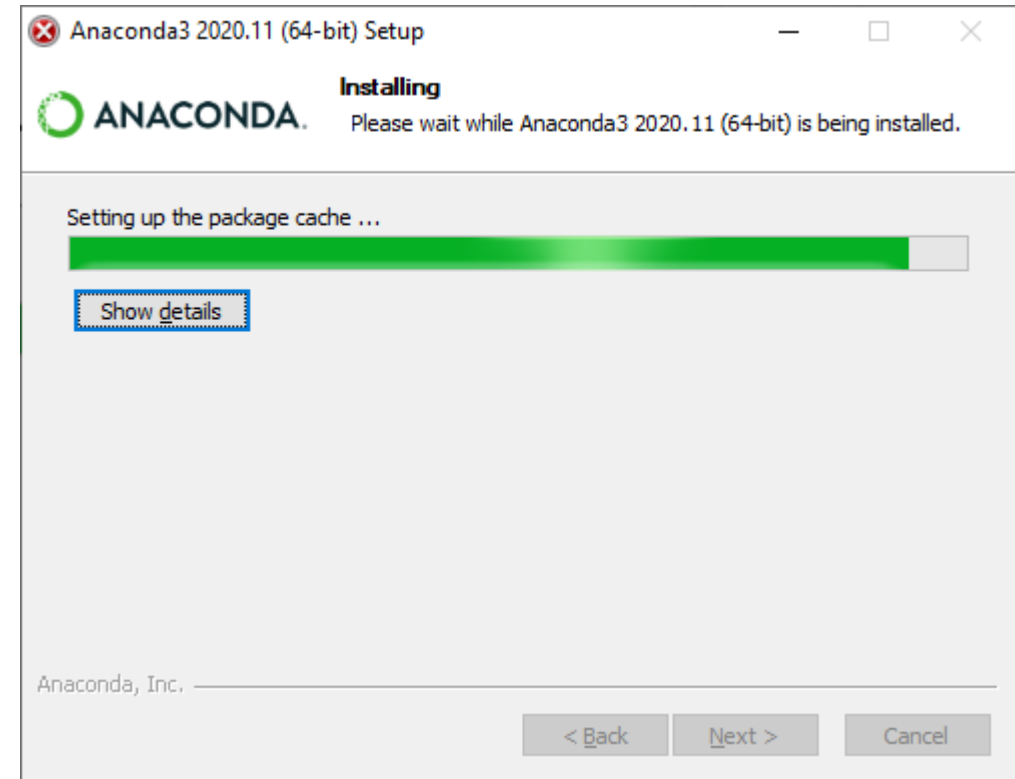 Anaconda3 2020.11 (64-bit) Setup
Installing
ANACONDA.
Please wait while Anaconda3 2020.11 (64-bit) is being installed.
Setting up the package cache ...
Show details
Anaconda, Inc.
< Back
Next >
Cancel